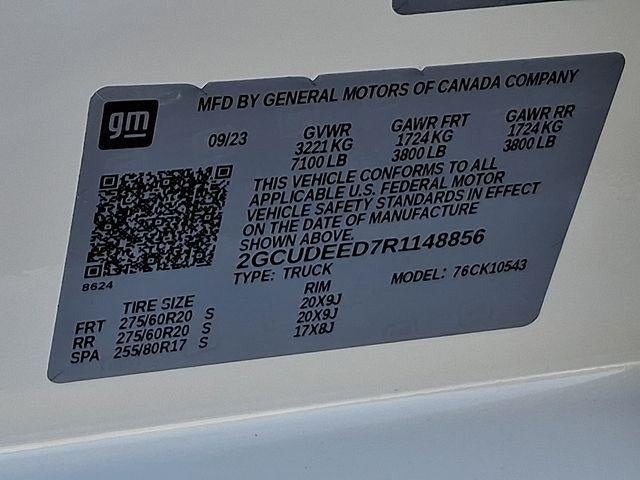 gm
MFD BY GENERAL MOTORS OF CANADA COMPANY
09/23 GVWR GAWR FRT GAWR RR
3221 KG 1724 KG 1724 KG
7100 LB 3800 LB 3800 LB
THIS VEHICLE CONFORMS TO ALL
APPLICABLE U.S. FEDERAL MOTOR
VEHICLE SAFETY STANDARDS IN EFFECT
ON THE DATE OF MANUFACTURE
SHOWN ABOVE.
2GCUDEED7R1148856
TYPE: TRUCK MODEL: 76CK10543
8624
TIRE SIZE RIM
FRT 275/60R20 S 20X9J
RR 275/60R20 S 20X9J
SPA 255/80R17 S 17X8J